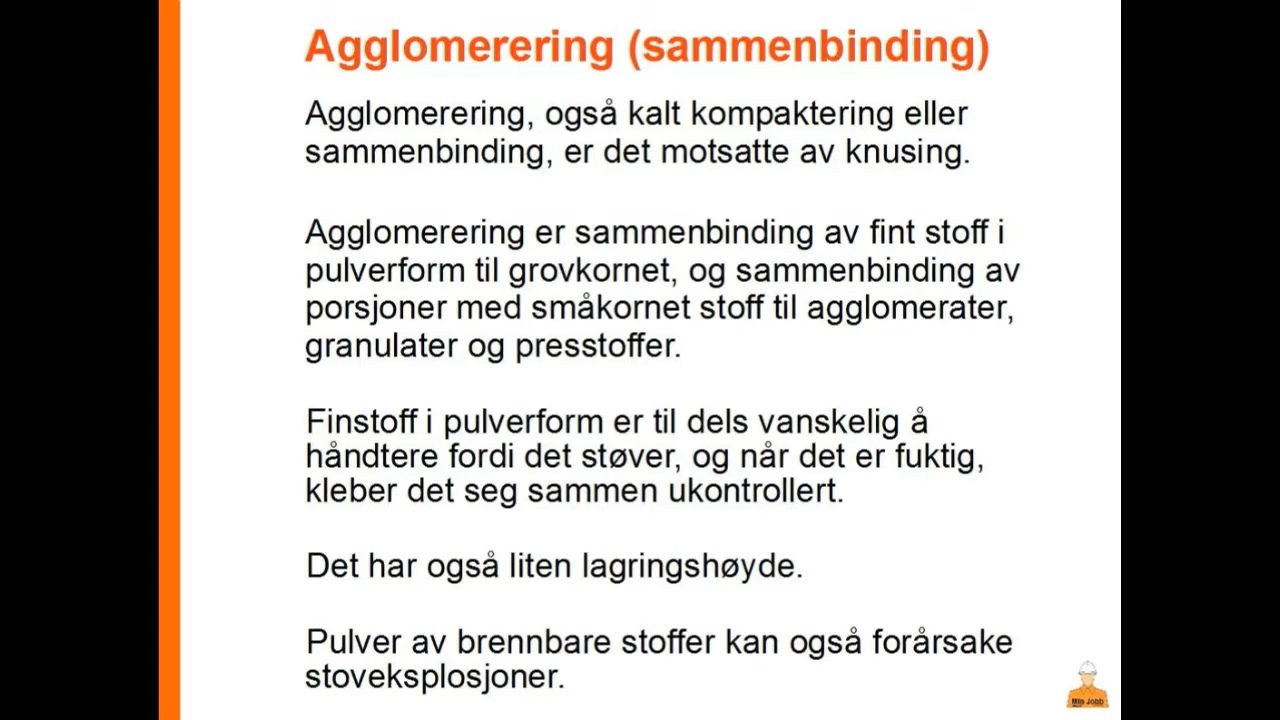 Agglomerering (sammenbinding)
Agglomerering, også kalt kompaktering eller
sammenbinding, er det motsatte av knusing.
Agglomerering er sammenbinding av fint stoff i
pulverform til grovkornet, og sammenbinding av
porsjoner med småkornet stoff til agglomerater,
granulater og presstoffer.
Finstoff i pulverform er til dels vanskelig å
håndtere fordi det støver, og når det er fuktig,
kleber det seg sammen ukontrollert.
Det har også liten lagringshøyde.
Pulver av brennbare stoffer kan også forårsake
stoveksplosjoner.
Min Jobb